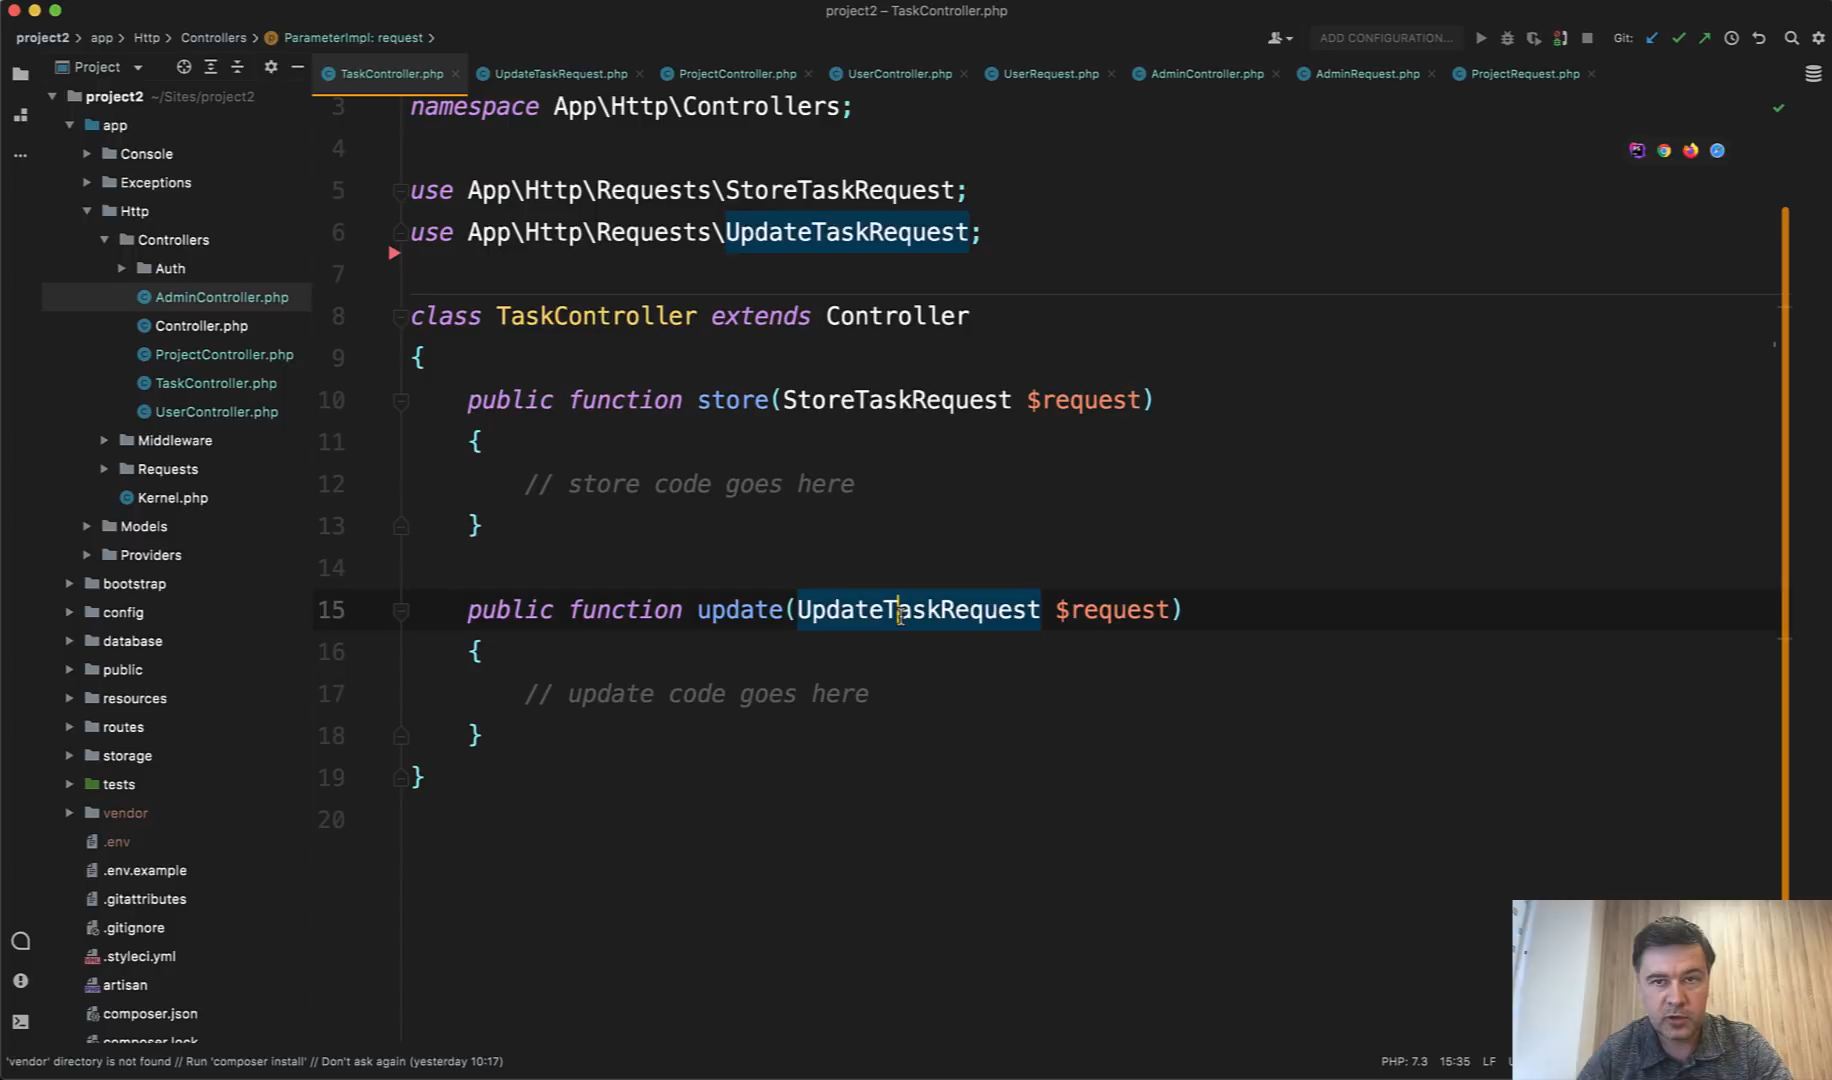 project2 – TaskController.php
project2 > app > Http > Controllers > ParameterImpl: request >
ADD CONFIGURATION...
Git:
Project
TaskController.php
UpdateTaskRequest.php
ProjectController.php
UserController.php
UserRequest.php
AdminController.php
AdminRequest.php
ProjectRequest.php
project2 ~/Sites/project2
app
Console
Exceptions
Http
Controllers
Auth
AdminController.php
Controller.php
ProjectController.php
TaskController.php
UserController.php
Middleware
Requests
Kernel.php
Models
Providers
bootstrap
config
database
public
resources
routes
storage
tests
vendor
.env
.env.example
.gitattributes
.gitignore
.styleci.yml
artisan
composer.json
composer.lock
3 namespace App\Http\Controllers;
4
5 use App\Http\Requests\StoreTaskRequest;
6 use App\Http\Requests\UpdateTaskRequest;
7
8 class TaskController extends Controller
9 {
10 public function store(StoreTaskRequest $request)
11 {
12 // store code goes here
13 }
14
15 public function update(UpdateTaskRequest $request)
16 {
17 // update code goes here
18 }
19 }
20
'vendor' directory is not found // Run 'composer install' // Don't ask again (yesterday 10:17)
PHP: 7.3 15:35 LF